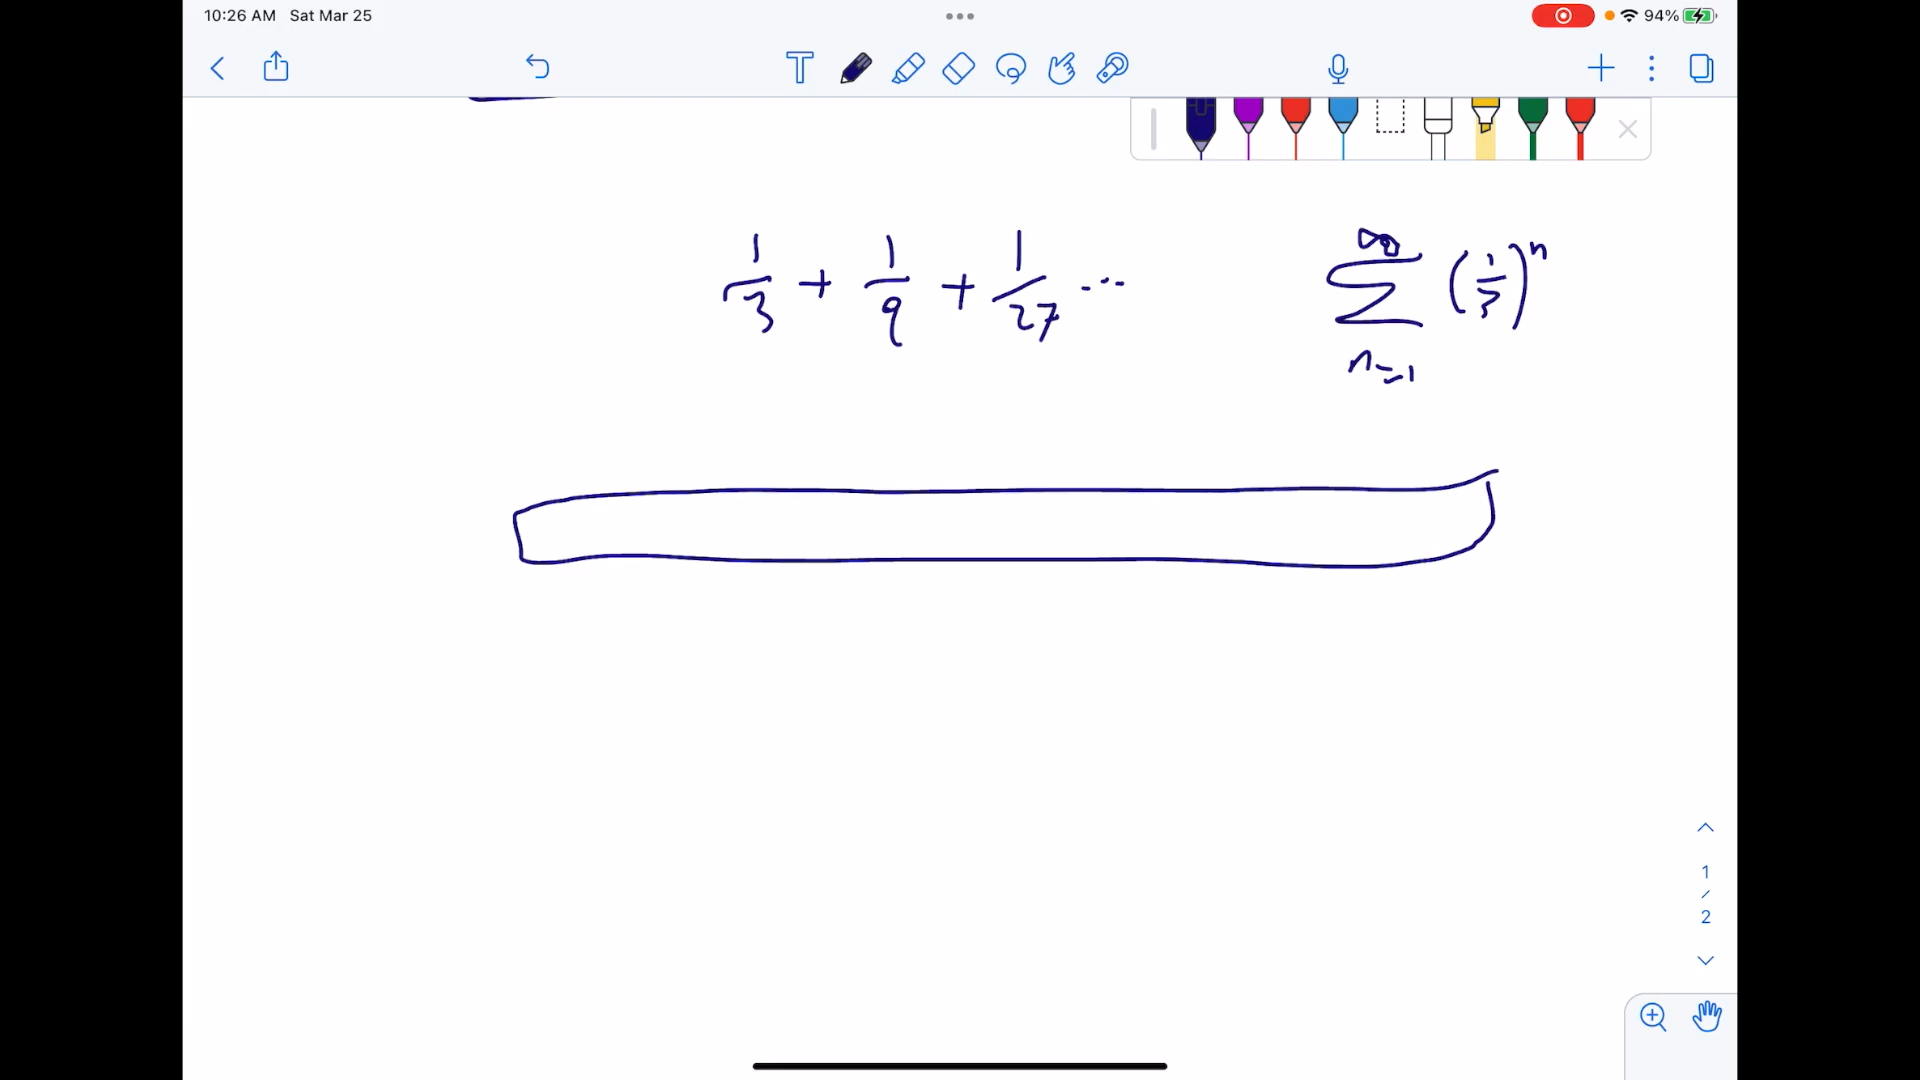 10:26 AM Sat Mar 25
94%
1/3 + 1/9 + 1/27 ...
∞
Σ (1/3)ⁿ
n=1
1
/
2